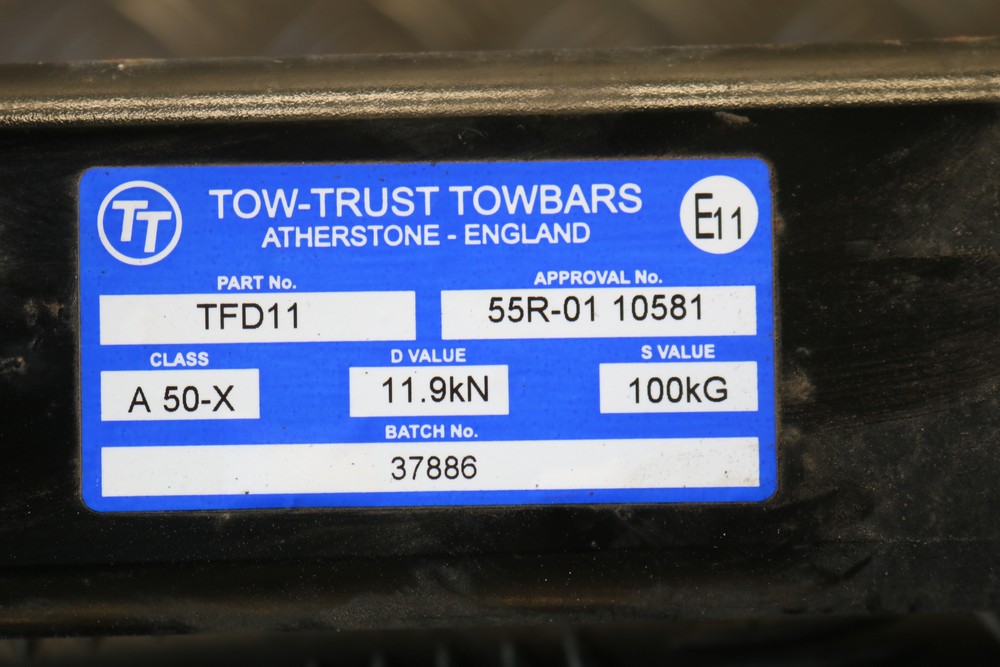 TT
TOW-TRUST TOWBARS
E11
ATHERSTONE - ENGLAND
PART No.
APPROVAL No.
TFD11
55R-01 10581
CLASS
D VALUE
S VALUE
A 50-X
11.9kN
100kG
BATCH No.
37886